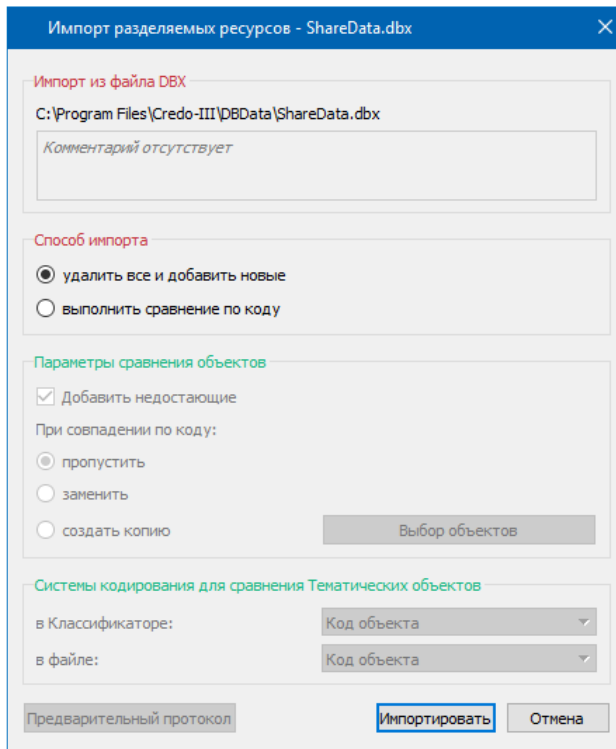 Импорт разделяемых ресурсов - ShareData.dbx
Импорт из файла DBX
C:\Program Files\Credo-III\DBData\ShareData.dbx
Комментарий отсутствует
Способ импорта
удалить все и добавить новые
выполнить сравнение по коду
Параметры сравнения объектов
Добавить недостающие
При совпадении по коду:
пропустить
заменить
создать копию Выбор объектов
Системы кодирования для сравнения Тематических объектов
в Классификаторе: Код объекта
в файле: Код объекта
Предварительный протокол Импортировать Отмена